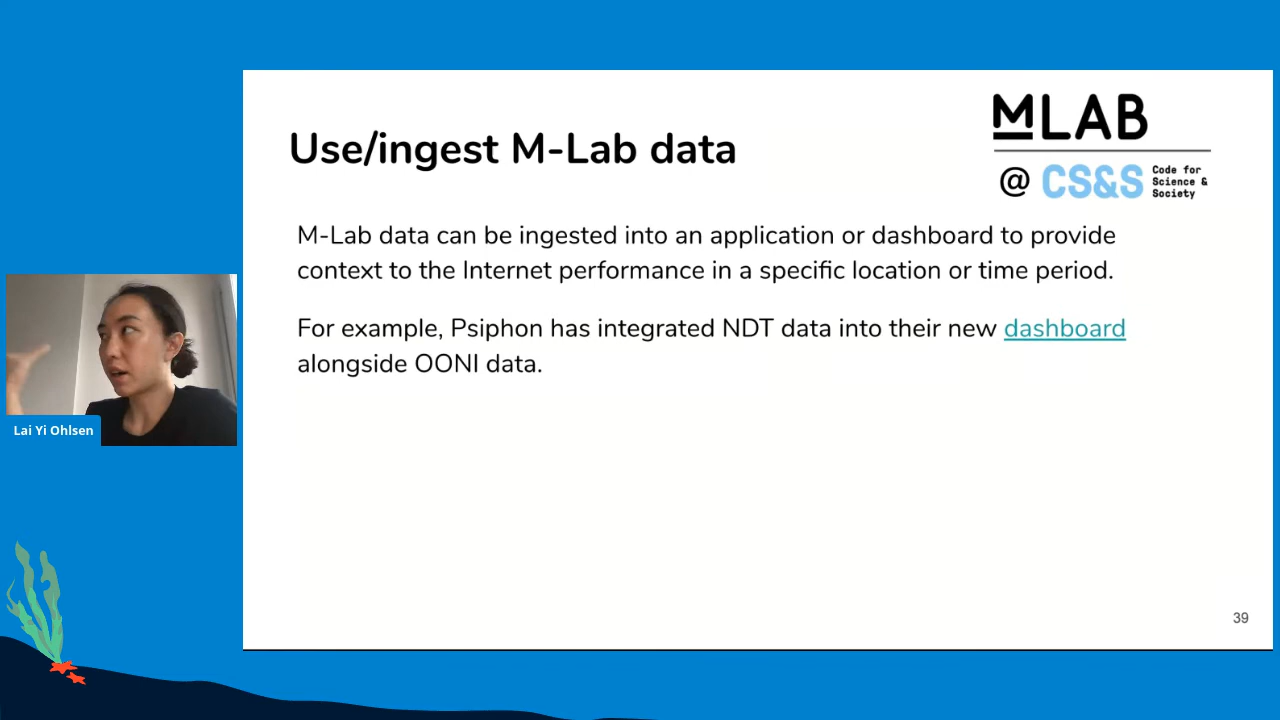 MLAB
@ CS&S Code for
Science &
Society
Use/ingest M-Lab data
M-Lab data can be ingested into an application or dashboard to provide
context to the Internet performance in a specific location or time period.
For example, Psiphon has integrated NDT data into their new dashboard
alongside OONI data.
Lai Yi Ohlsen
39